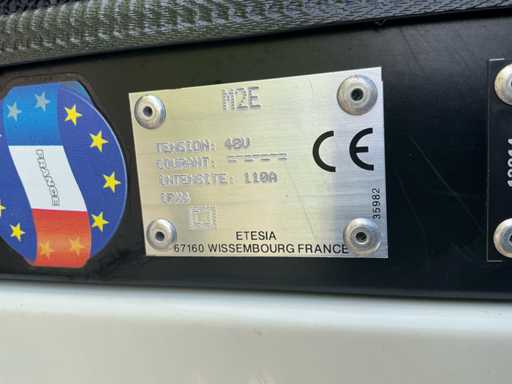 M2E
TENSION: 48V
COURANT: ------
INTENSITE: 110A
ETESIA
67160 WISSEMBOURG FRANCE
CE
35982
FRANCE